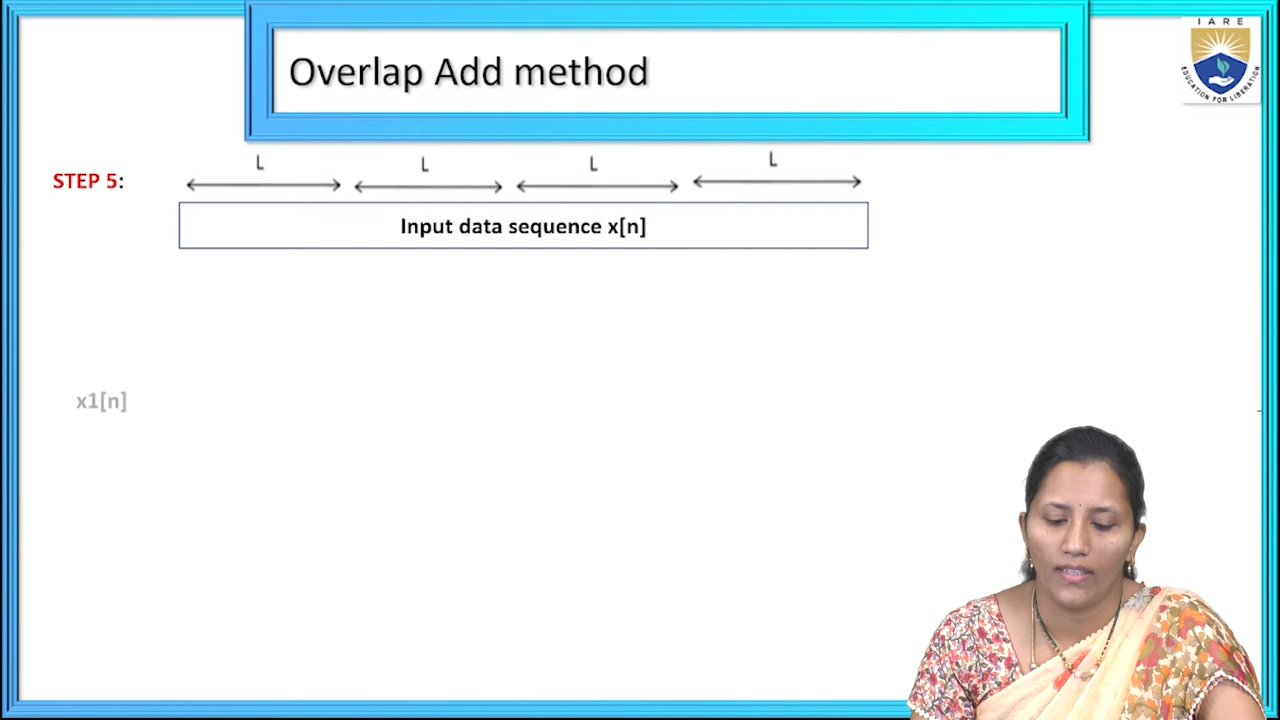 IARE
EDUCATION FOR LIBERATION
Overlap Add method
STEP 5:
L L L L
Input data sequence x[n]
x1[n]